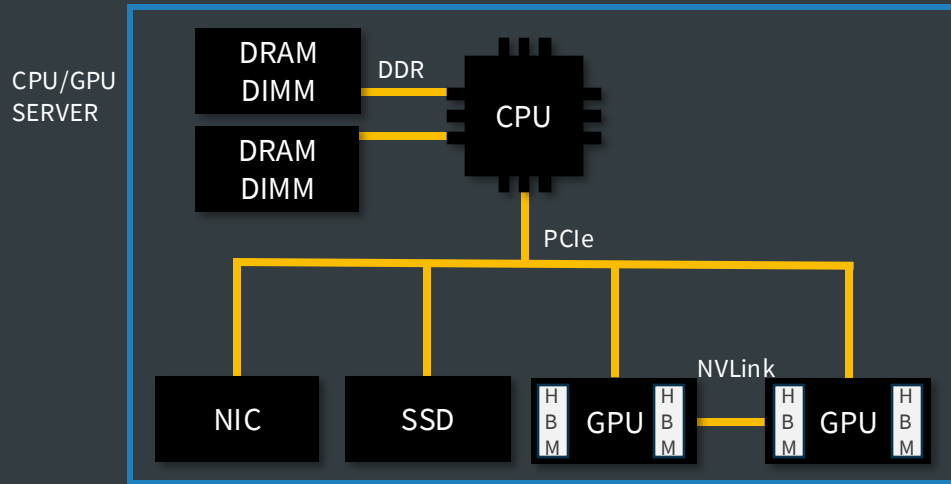 CPU/GPU
SERVER
DRAM
DIMM
DDR
CPU
DRAM
DIMM
PCIe
NVLink
NIC
SSD
H
B
M
GPU
H
B
M
H
B
M
GPU
H
B
M